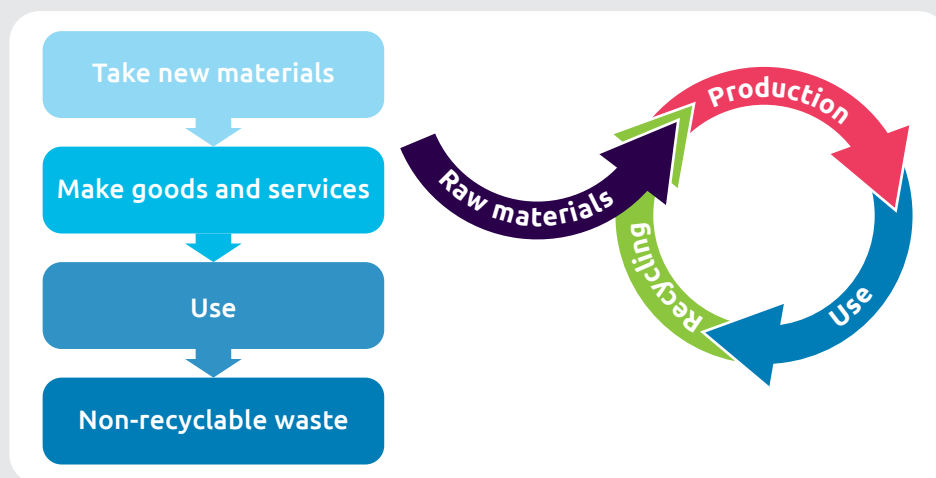 Take new materials
Make goods and services
Use
Non-recyclable waste
Raw materials
Production
Use
Recycling